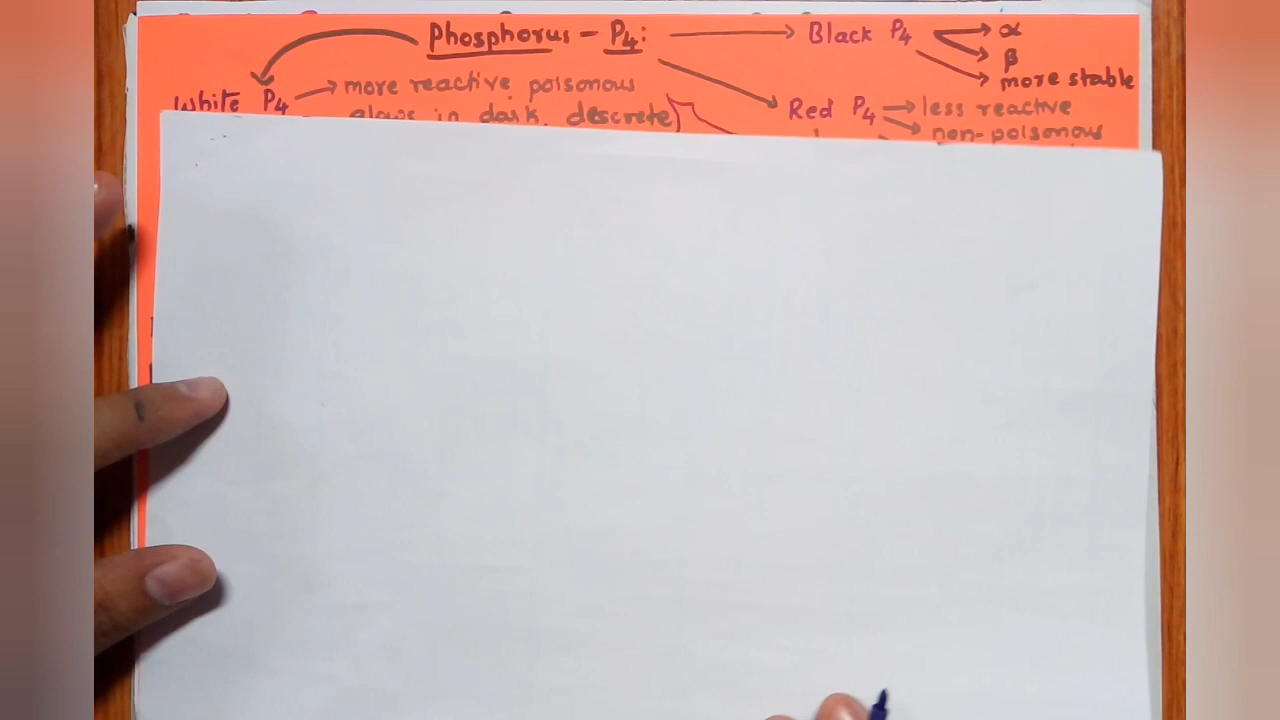 Phosphorus - P4:
Black P4 → α
→ β
→ more stable
White P4 → more reactive poisonous
glows in dark, descrete
Red P4 → less reactive
→ non-poisonous